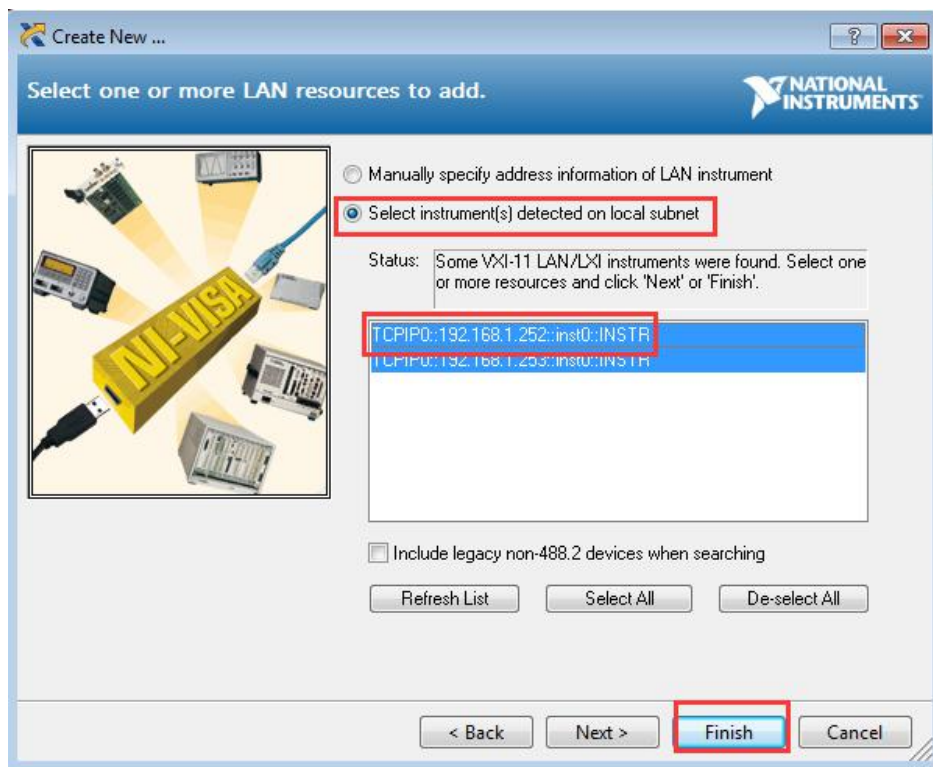 Create New ...
Select one or more LAN resources to add.
NATIONAL
INSTRUMENTS
Manually specify address information of LAN instrument
Select instrument(s) detected on local subnet
Status: Some VXI-11 LAN/LXI instruments were found. Select one
or more resources and click 'Next' or 'Finish'.
TCPIP0::192.168.1.252::inst0::INSTR
TCPIP0::192.168.1.253::inst0::INSTR
NI-VISA
Include legacy non-488.2 devices when searching
Refresh List Select All De-select All
< Back Next > Finish Cancel